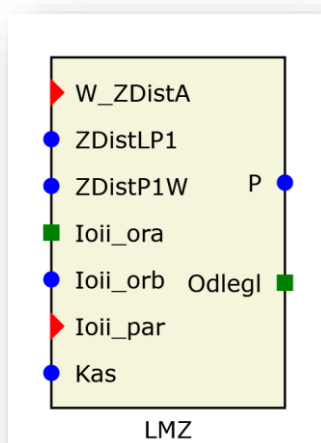 W_ZDistA
ZDistLP1
ZDistP1W
P
Ioii_ora
Ioii_orb
Odlegl
Ioii_par
Kas
LMZ